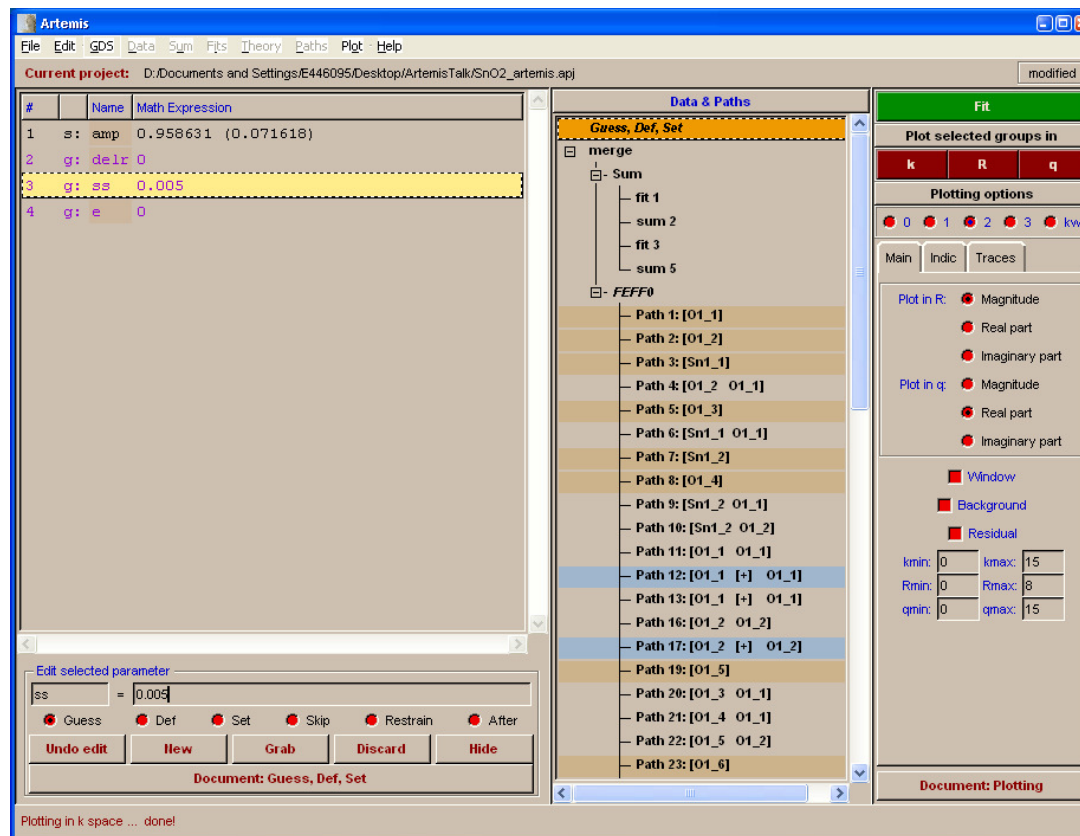 Artemis
File Edit GDS Data Sum Fits Theory Paths Plot Help
Current project: D:/Documents and Settings/E446095/Desktop/ArtemisTalk/SnO2_artemis.apj modified
# Name Math Expression
1 s: amp 0.958631 (0.071618)
2 g: delr 0
3 g: ss 0.005
4 g: e 0
Edit selected parameter
ss = 0.005
Guess Def Set Skip Restrain After
Undo edit New Grab Discard Hide
Document: Guess, Def, Set
Data & Paths
Guess, Def, Set
merge
Sum
fit 1
sum 2
fit 3
sum 5
FEFF0
Path 1: [O1_1]
Path 2: [O1_2]
Path 3: [Sn1_1]
Path 4: [O1_2 O1_1]
Path 5: [O1_3]
Path 6: [Sn1_1 O1_1]
Path 7: [Sn1_2]
Path 8: [O1_4]
Path 9: [Sn1_2 O1_1]
Path 10: [Sn1_2 O1_2]
Path 11: [O1_1 O1_1]
Path 12: [O1_1 [+] O1_1]
Path 13: [O1_1 [+] O1_1]
Path 16: [O1_2 O1_2]
Path 17: [O1_2 [+] O1_2]
Path 19: [O1_5]
Path 20: [O1_3 O1_1]
Path 21: [O1_4 O1_1]
Path 22: [O1_5 O1_2]
Path 23: [O1_6]
Fit
Plot selected groups in
k R q
Plotting options
0 1 2 3 kw
Main Indic Traces
Plot in R: Magnitude
Real part
Imaginary part
Plot in q: Magnitude
Real part
Imaginary part
Window
Background
Residual
kmin: 0 kmax: 15
Rmin: 0 Rmax: 8
qmin: 0 qmax: 15
Document: Plotting
Plotting in k space ... done!